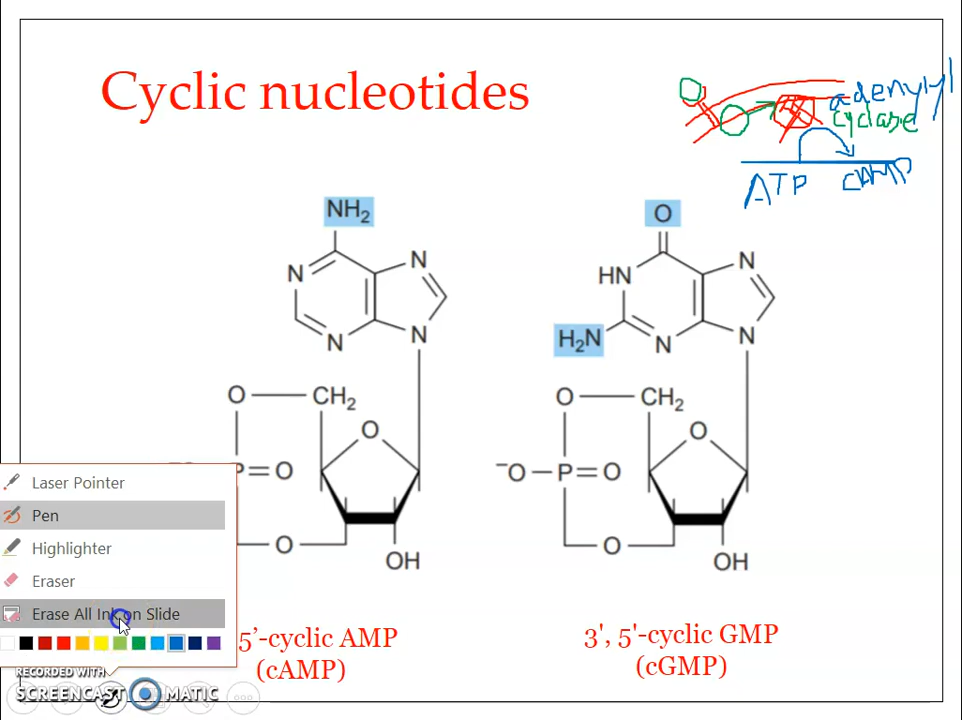 Cyclic nucleotides
adenylyl
cyclase
ATP cAMP
NH2
N
N
N
N
O — CH2
O
P=O
O
OH
O
HN
N
H2N
N
N
O — CH2
O
⁻O—P=O
O
OH
Laser Pointer
Pen
Highlighter
Eraser
Erase All Ink on Slide
5’-cyclic AMP
(cAMP)
3', 5'-cyclic GMP
(cGMP)
RECORDED WITH
SCREENCAST MATIC